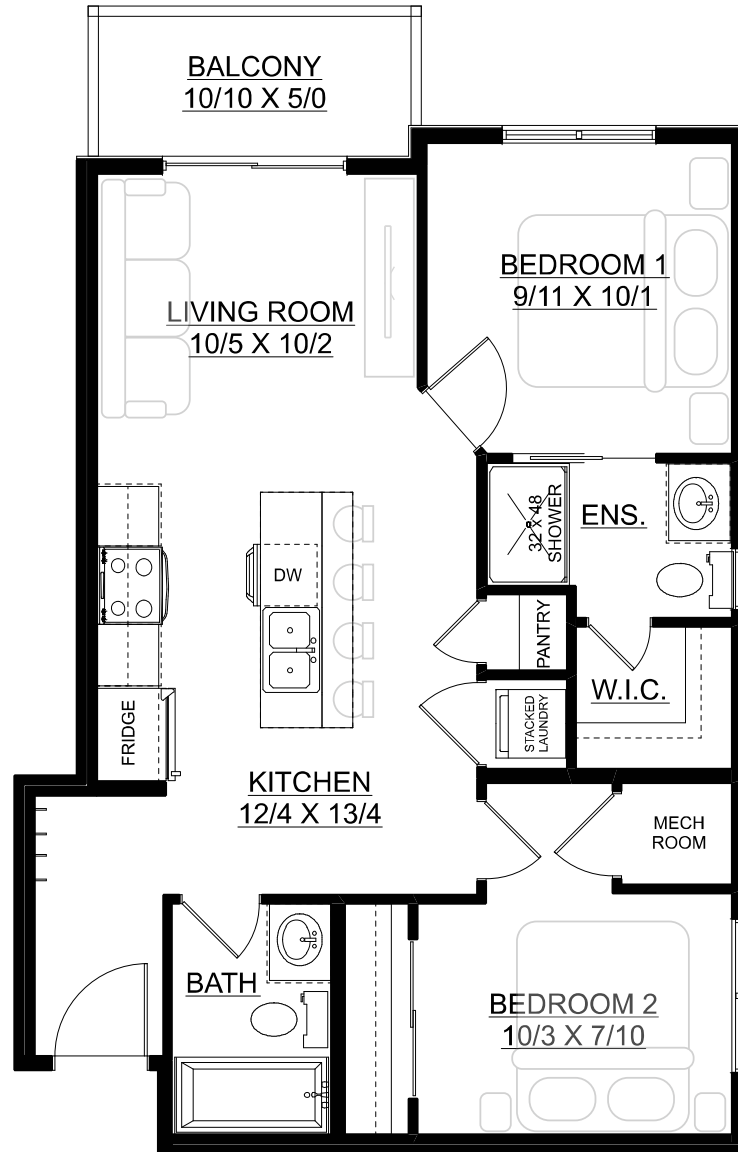 BALCONY
10/10 X 5/0
BEDROOM 1
9/11 X 10/1
LIVING ROOM
10/5 X 10/2
32 x 48
SHOWER
ENS.
DW
PANTRY
W.I.C.
STACKED
LAUNDRY
FRIDGE
KITCHEN
12/4 X 13/4
MECH
ROOM
BATH
BEDROOM 2
10/3 X 7/10